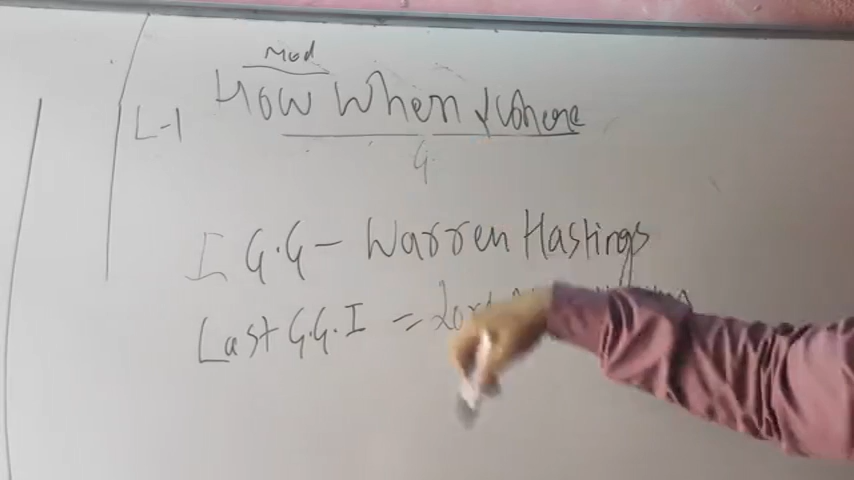 Mod
L-1 How When & Where
G
I G.G - Warren Hastings
Last G.G.I = Lord